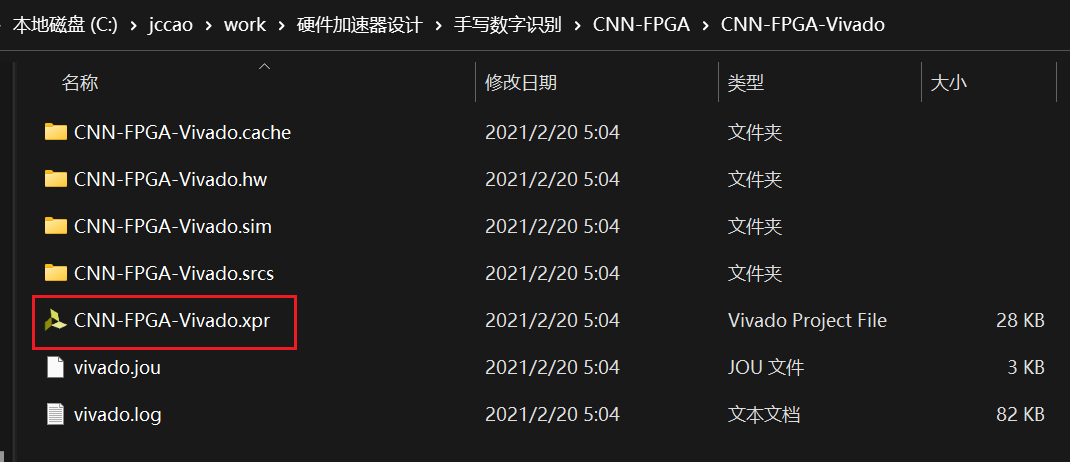 本地磁盘 (C:) › jccao › work › 硬件加速器设计 › 手写数字识别 › CNN-FPGA › CNN-FPGA-Vivado
名称 修改日期 类型 大小
CNN-FPGA-Vivado.cache 2021/2/20 5:04 文件夹
CNN-FPGA-Vivado.hw 2021/2/20 5:04 文件夹
CNN-FPGA-Vivado.sim 2021/2/20 5:04 文件夹
CNN-FPGA-Vivado.srcs 2021/2/20 5:04 文件夹
CNN-FPGA-Vivado.xpr 2021/2/20 5:04 Vivado Project File 28 KB
vivado.jou 2021/2/20 5:04 JOU 文件 3 KB
vivado.log 2021/2/20 5:04 文本文档 82 KB